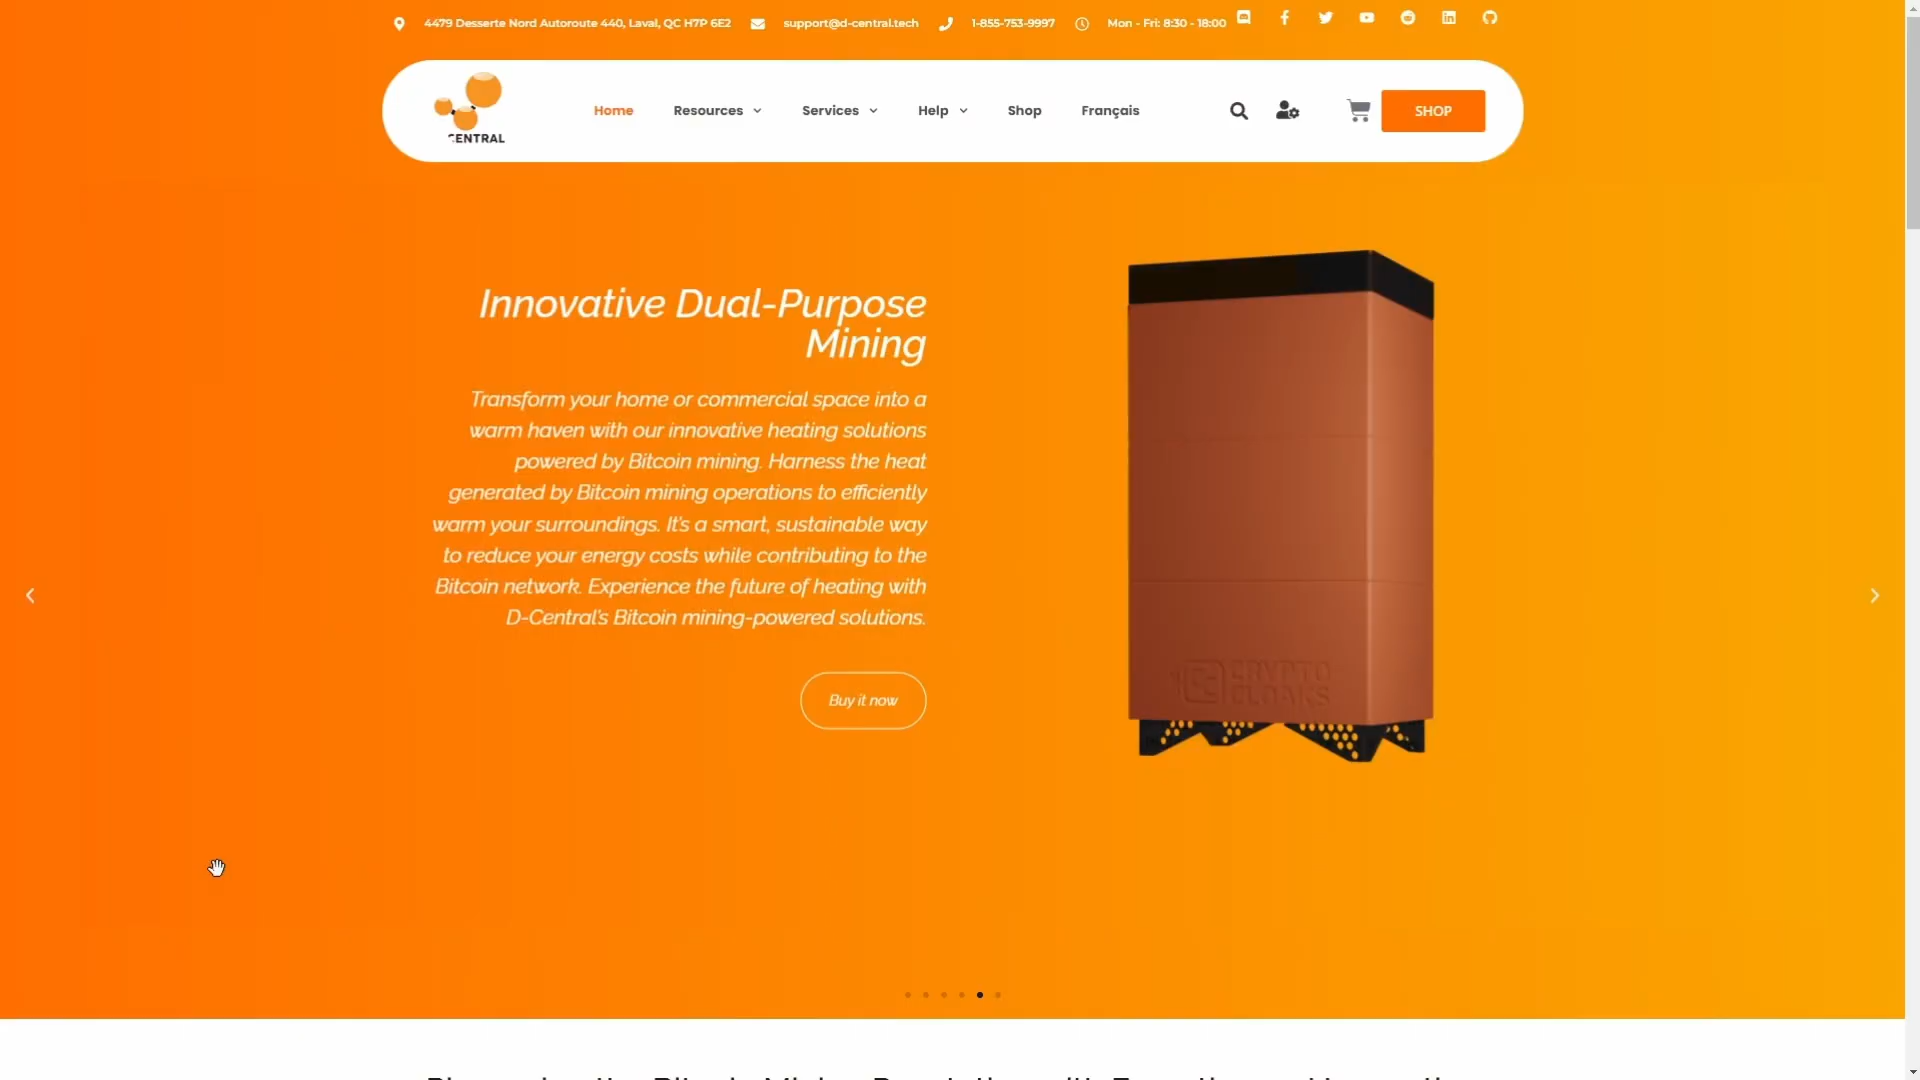 4479 Desserte Nord Autoroute 440, Laval, QC H7P 6E2 support@d-central.tech 1-855-753-9997 Mon - Fri: 8:30 - 18:00
CENTRAL
Home Resources Services Help Shop Français SHOP
Innovative Dual-Purpose
Mining
Transform your home or commercial space into a
warm haven with our innovative heating solutions
powered by Bitcoin mining. Harness the heat
generated by Bitcoin mining operations to efficiently
warm your surroundings. It's a smart, sustainable way
to reduce your energy costs while contributing to the
Bitcoin network. Experience the future of heating with
D-Central's Bitcoin mining-powered solutions.
Buy it now
CRYPTO
CLOAKS